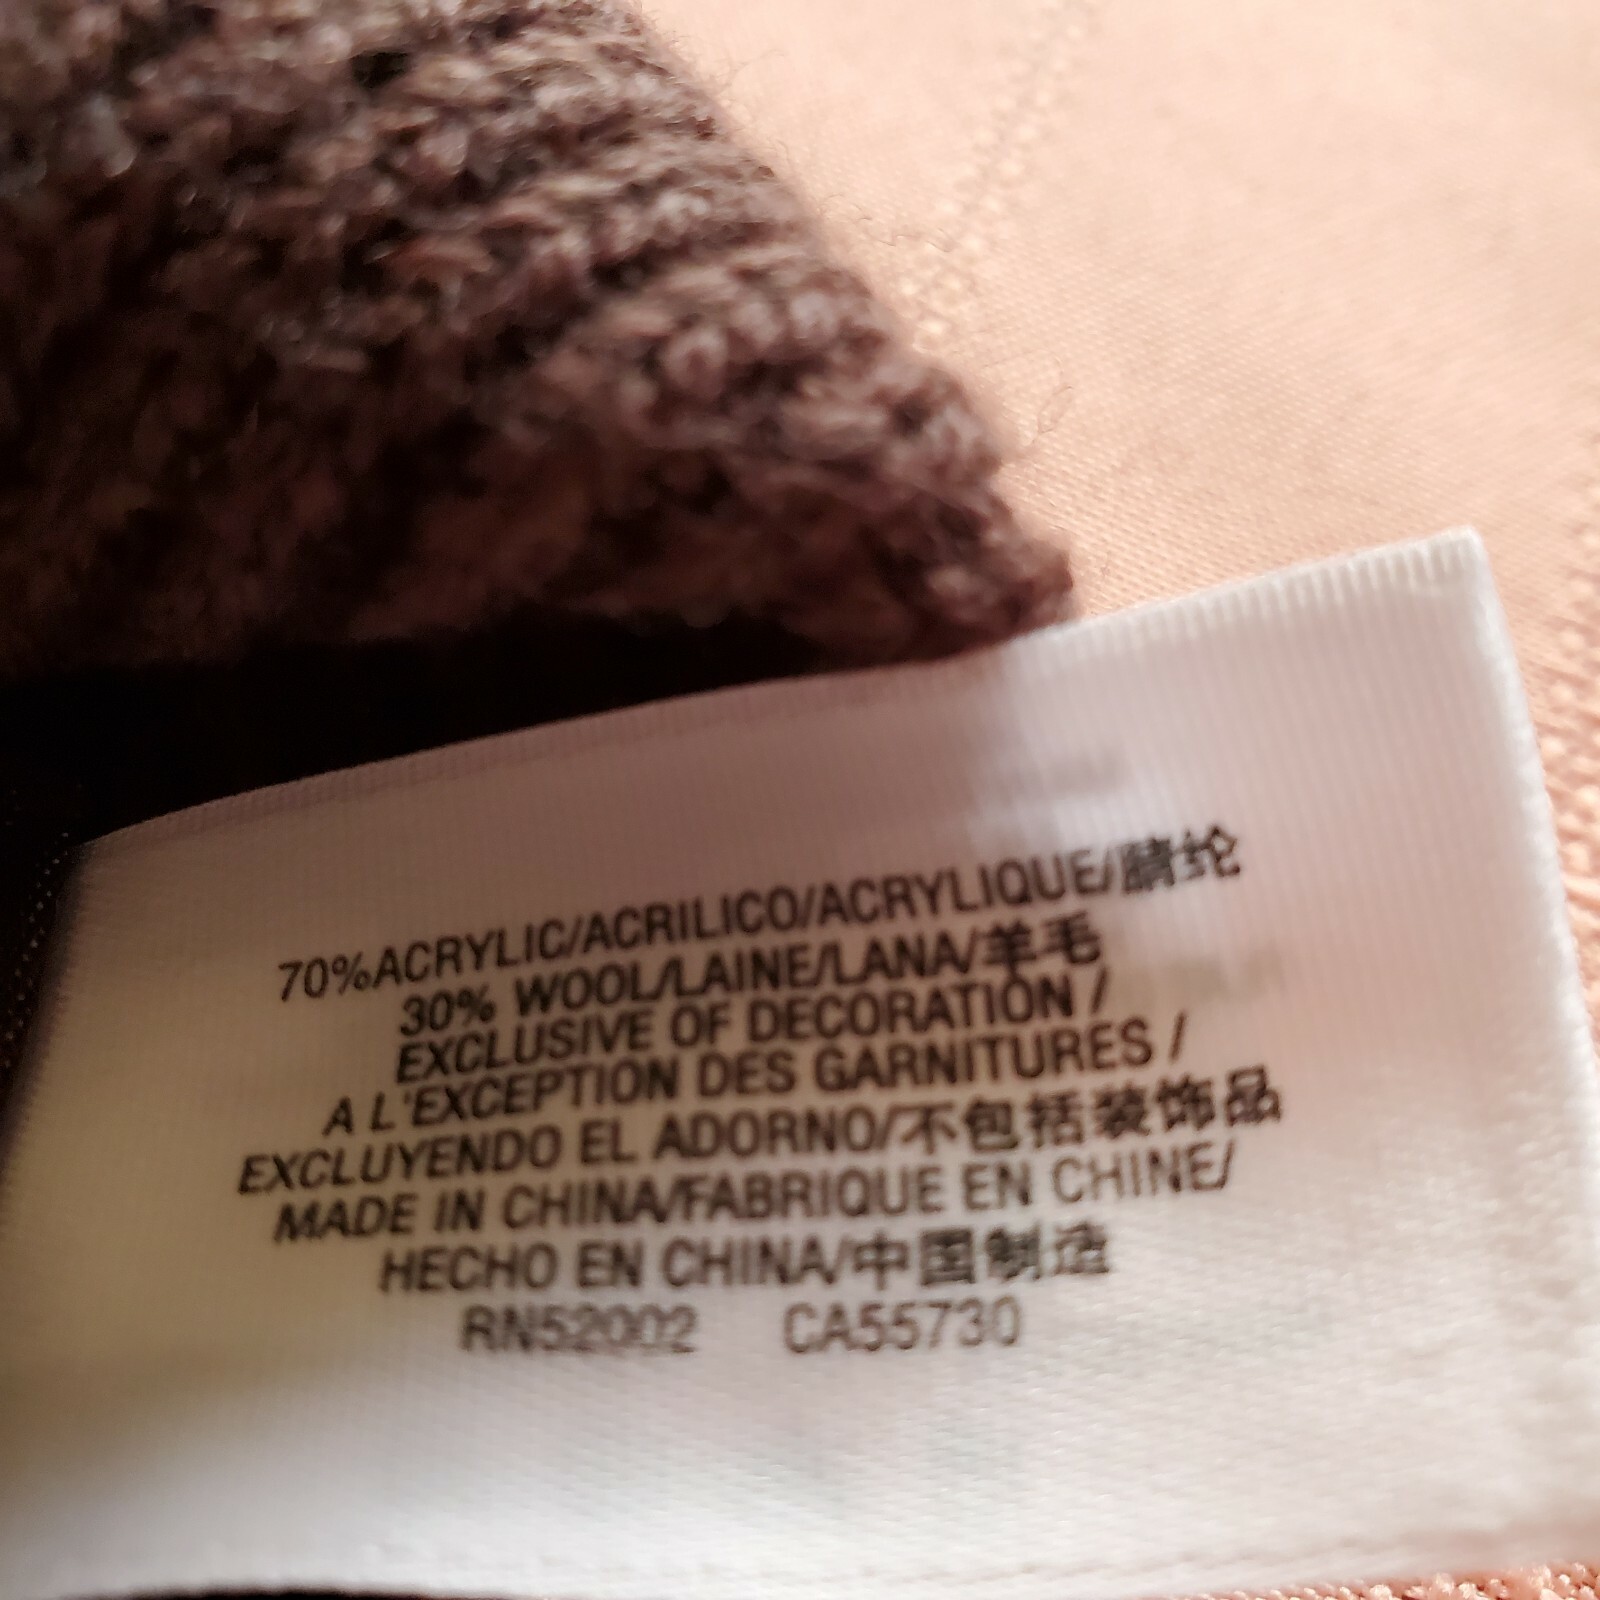 70%ACRYLIC/ACRILICO/ACRYLIQUE/腈纶
30% WOOL/LAINE/LANA/羊毛
EXCLUSIVE OF DECORATION /
A L'EXCEPTION DES GARNITURES /
EXCLUYENDO EL ADORNO/不包括装饰品
MADE IN CHINA/FABRIQUE EN CHINE/
HECHO EN CHINA/中国制造
RN52002 CA55730